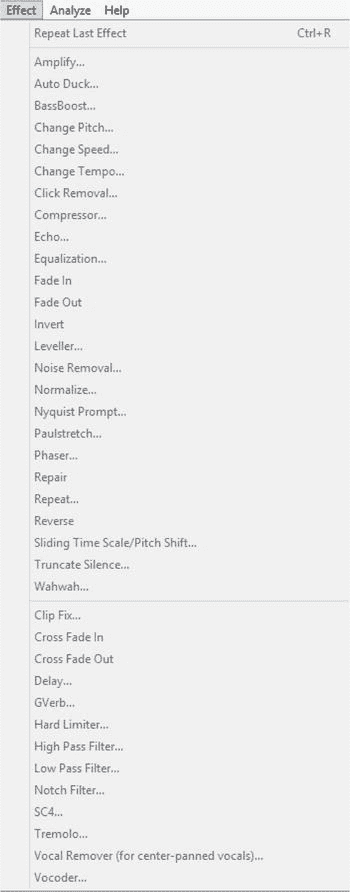 Effect Analyze Help
Repeat Last Effect Ctrl+R
Amplify...
Auto Duck...
BassBoost...
Change Pitch...
Change Speed...
Change Tempo...
Click Removal...
Compressor...
Echo...
Equalization...
Fade In
Fade Out
Invert
Leveller...
Noise Removal...
Normalize...
Nyquist Prompt...
Paulstretch...
Phaser...
Repair
Repeat...
Reverse
Sliding Time Scale/Pitch Shift...
Truncate Silence...
Wahwah...
Clip Fix...
Cross Fade In
Cross Fade Out
Delay...
GVerb...
Hard Limiter...
High Pass Filter...
Low Pass Filter...
Notch Filter...
SC4...
Tremolo...
Vocal Remover (for center-panned vocals)...
Vocoder...